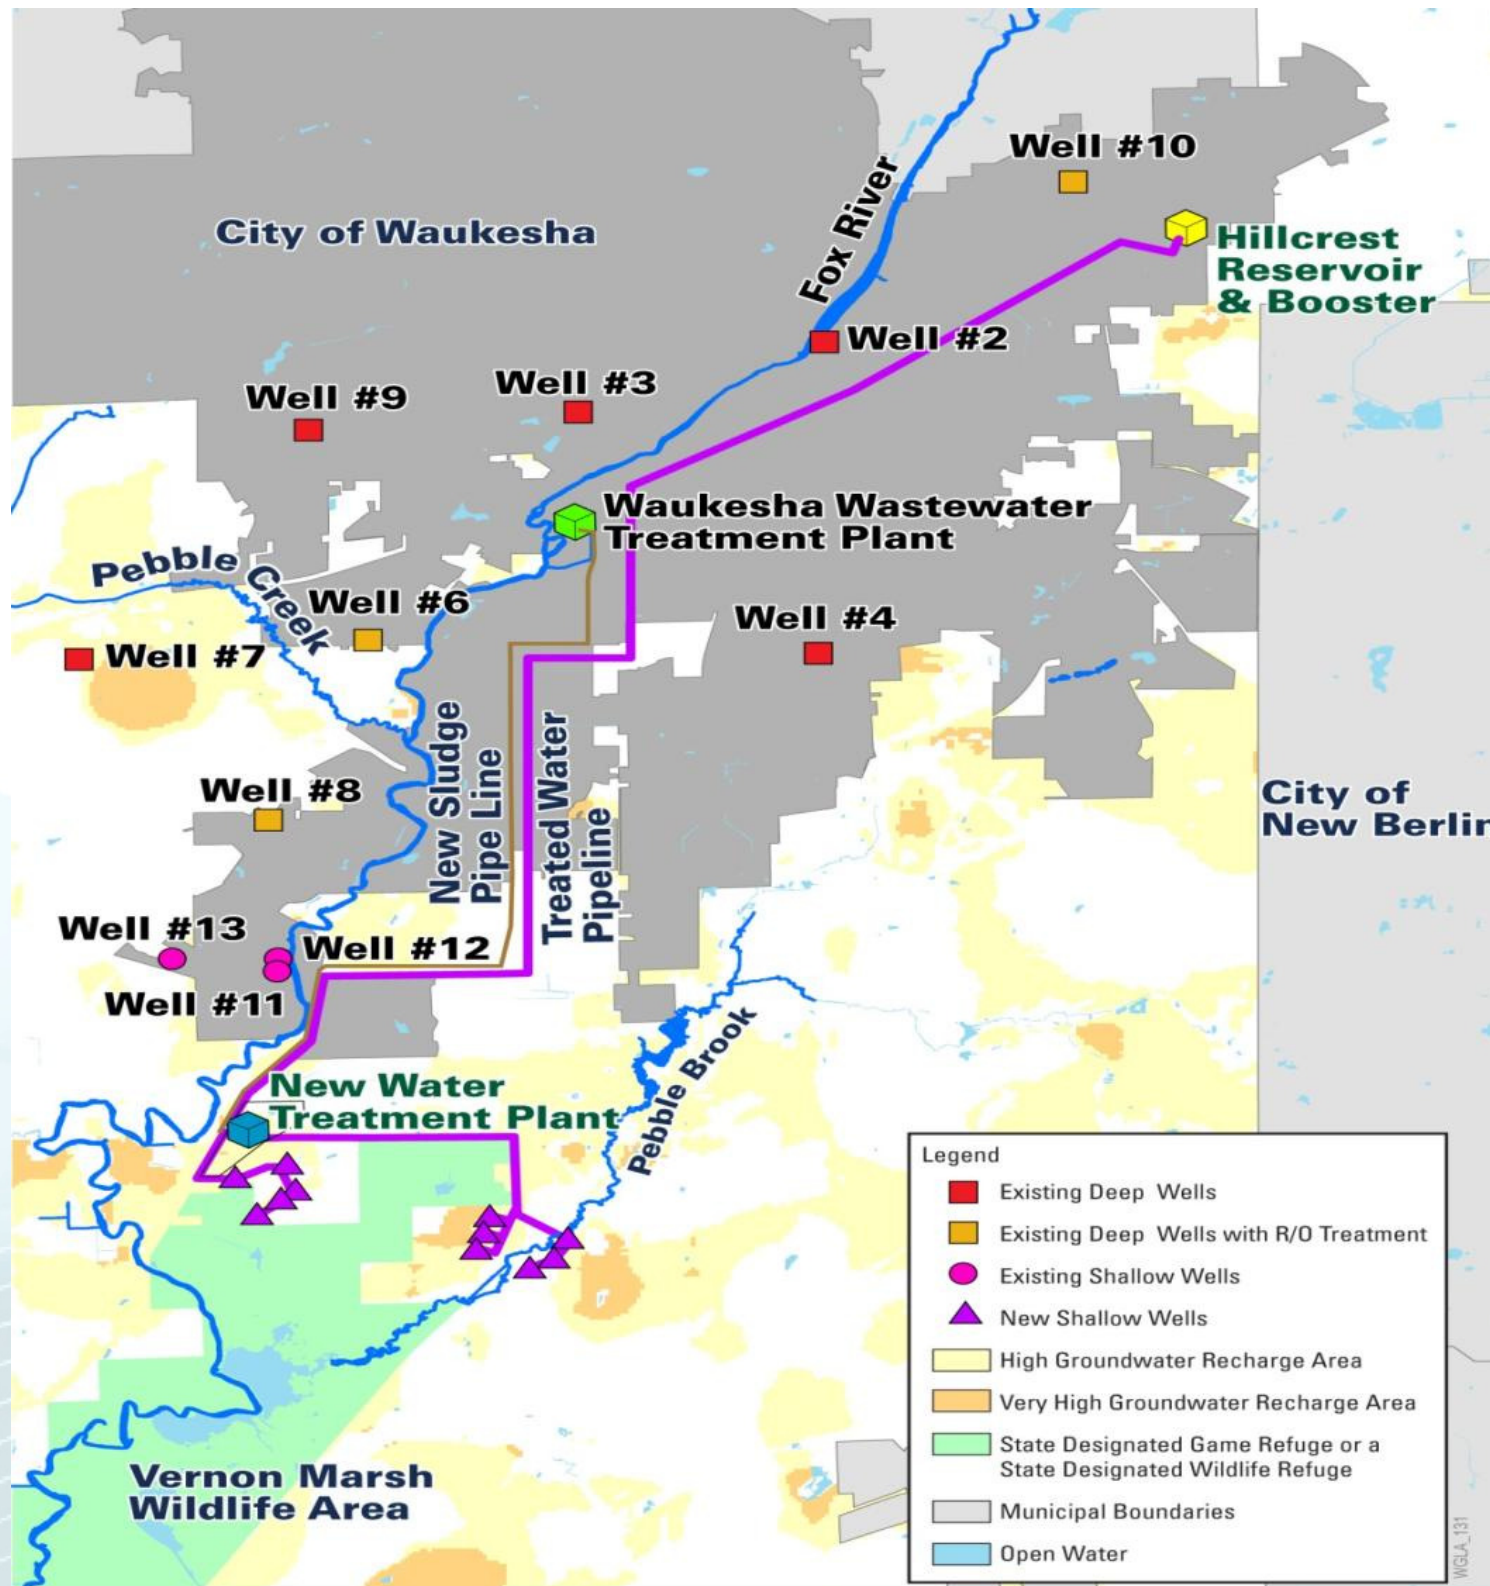 Well #10
Fox River
City of Waukesha
Hillcrest
Reservoir
& Booster
Well #2
Well #3
Well #9
Waukesha Wastewater
Treatment Plant
Pebble Creek
Well #6
Well #4
Well #7
New Sludge
Pipe Line
Treated Water
Pipeline
Well #8
City of
New Berlin
Well #13
Well #12
Well #11
Pebble Brook
New Water
Treatment Plant
Vernon Marsh
Wildlife Area
Legend
Existing Deep Wells
Existing Deep Wells with R/O Treatment
Existing Shallow Wells
New Shallow Wells
High Groundwater Recharge Area
Very High Groundwater Recharge Area
State Designated Game Refuge or a
State Designated Wildlife Refuge
Municipal Boundaries
Open Water
WGLA_131